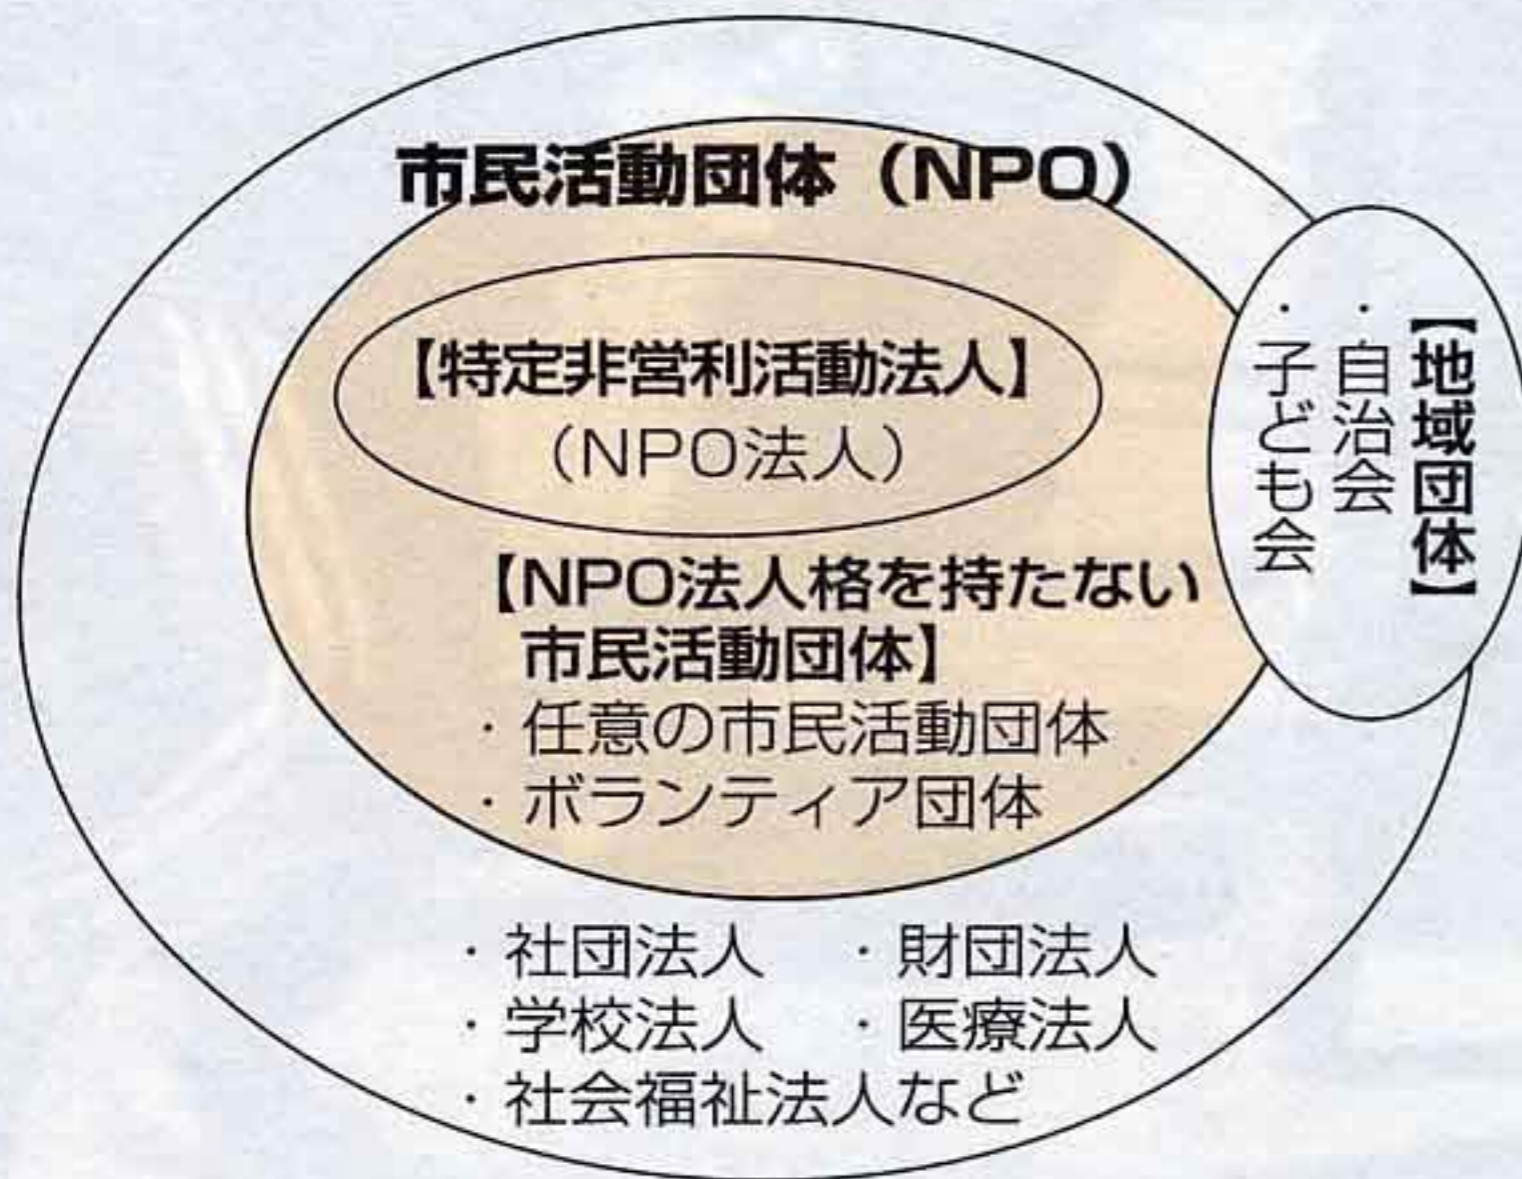 市民活動団体（NPO）
【特定非営利活動法人】
（NPO法人）
【NPO法人格を持たない
市民活動団体】
・任意の市民活動団体
・ボランティア団体
【地域団体】
・自治会
・子ども会
・社団法人　・財団法人
・学校法人　・医療法人
・社会福祉法人など